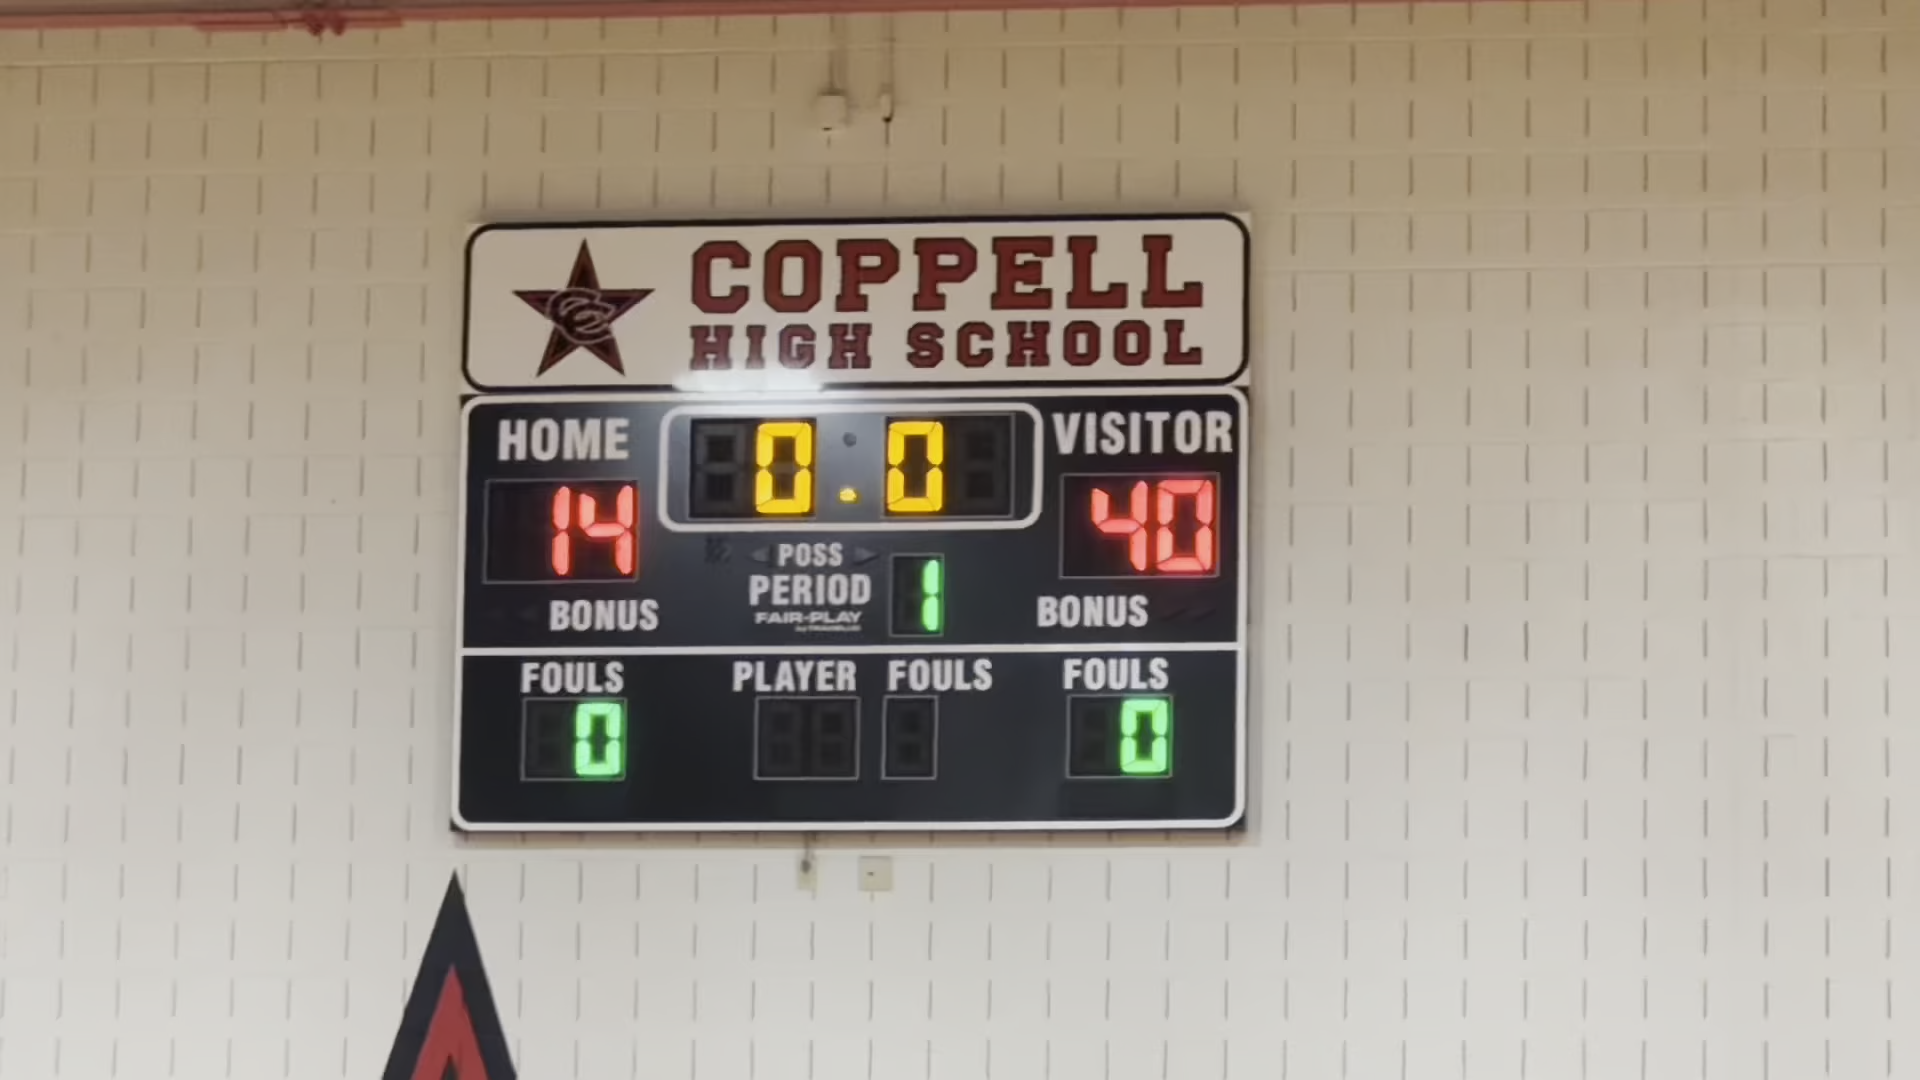 COPPELL
HIGH SCHOOL
HOME
0.0
VISITOR
14
40
POSS
PERIOD
1
FAIR-PLAY
BONUS
BONUS
FOULS
PLAYER
FOULS
FOULS
0
0